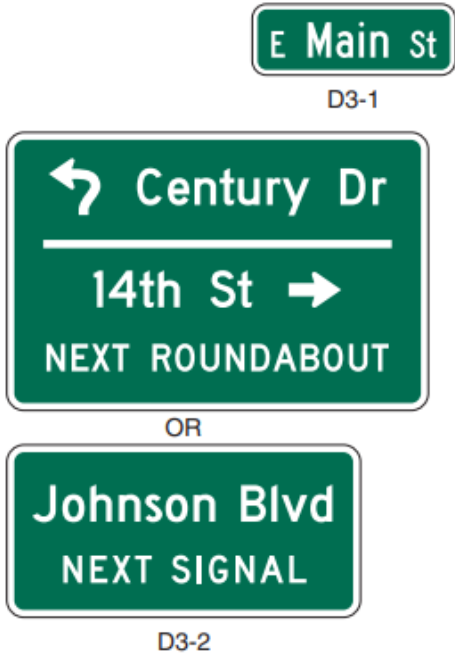 E Main St
D3-1
Century Dr
14th St
NEXT ROUNDABOUT
OR
Johnson Blvd
NEXT SIGNAL
D3-2